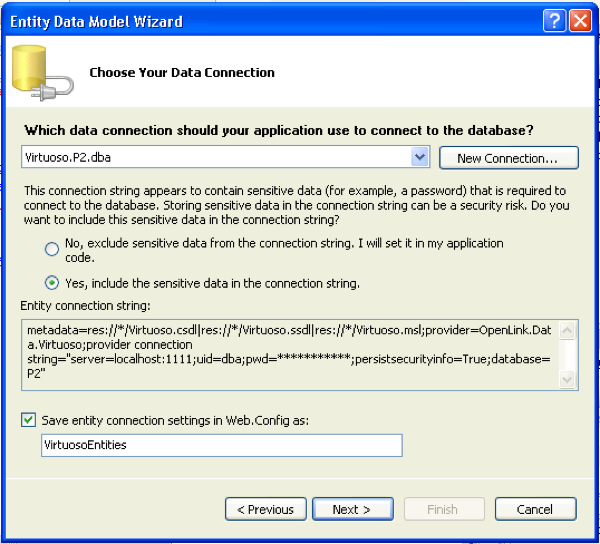 Entity Data Model Wizard
Choose Your Data Connection
Which data connection should your application use to connect to the database?
Virtuoso.P2.dba
New Connection...
This connection string appears to contain sensitive data (for example, a password) that is required to
connect to the database. Storing sensitive data in the connection string can be a security risk. Do you
want to include this sensitive data in the connection string?
No, exclude sensitive data from the connection string. I will set it in my application
code.
Yes, include the sensitive data in the connection string.
Entity connection string:
metadata=res://*/Virtuoso.csdl|res://*/Virtuoso.ssdl|res://*/Virtuoso.msl;provider=OpenLink.Dat
a.Virtuoso;provider connection
string="server=localhost:1111;uid=dba;pwd=***********;persistsecurityinfo=True;database=
P2"
Save entity connection settings in Web.Config as:
VirtuosoEntities
< Previous
Next >
Finish
Cancel